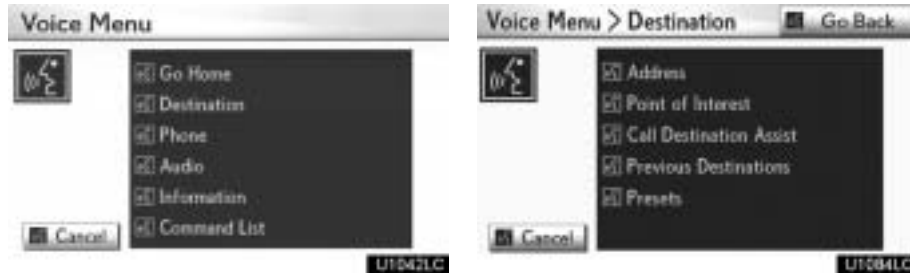 Voice Menu
Go Home
Destination
Phone
Audio
Information
Command List
Cancel
U1042LC
Voice Menu > Destination
Go Back
Address
Point of Interest
Call Destination Assist
Previous Destinations
Presets
Cancel
U1084LC